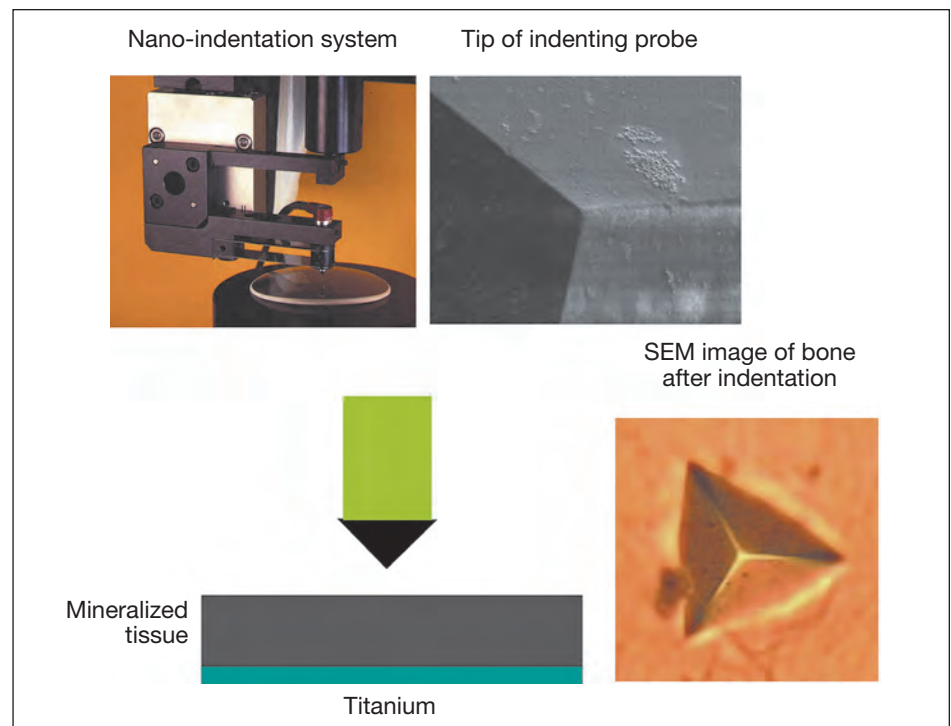 Nano-indentation system
Tip of indenting probe
SEM image of bone
after indentation
Mineralized
tissue
Titanium